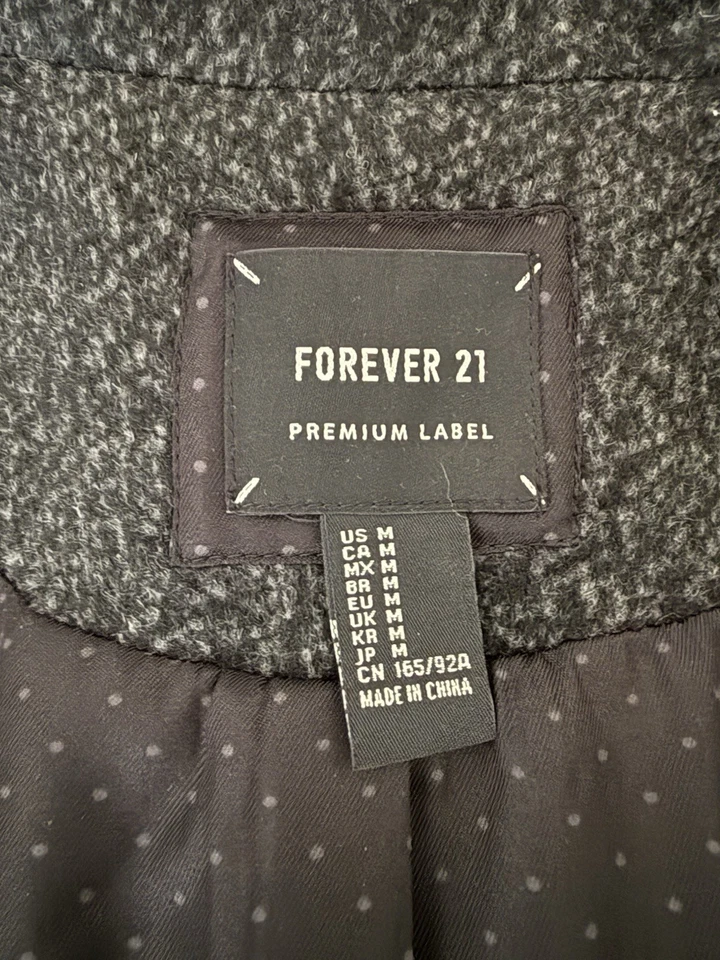 FOREVER 21
PREMIUM LABEL
US M
CA M
MX M
BR M
EU M
UK M
KR M
JP M
CN 165/92A
MADE IN CHINA